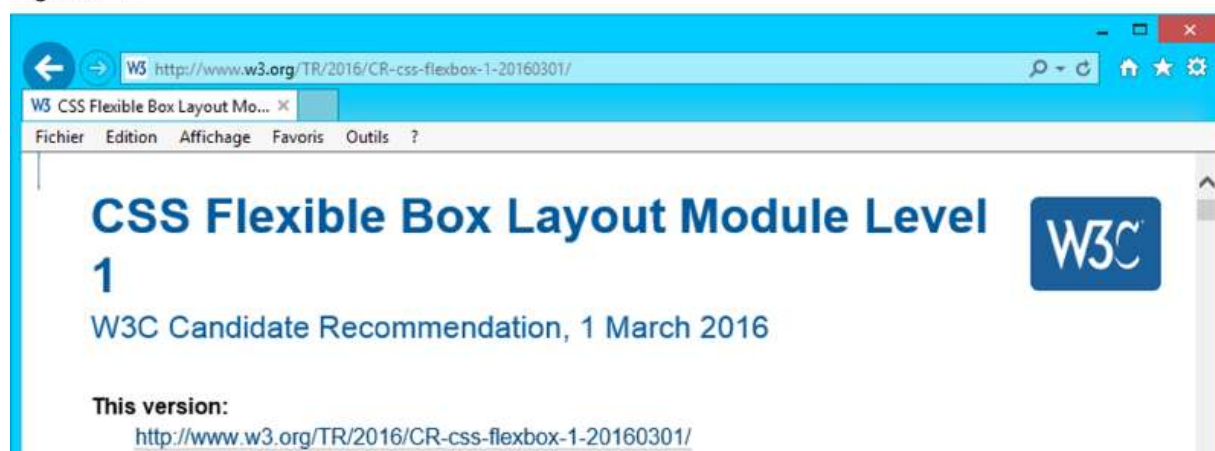 W3 http://www.w3.org/TR/2016/CR-css-flexbox-1-20160301/
W3 CSS Flexible Box Layout Mo... ×
Fichier Edition Affichage Favoris Outils ?
CSS Flexible Box Layout Module Level
1
W3C
W3C Candidate Recommendation, 1 March 2016
This version:
http://www.w3.org/TR/2016/CR-css-flexbox-1-20160301/